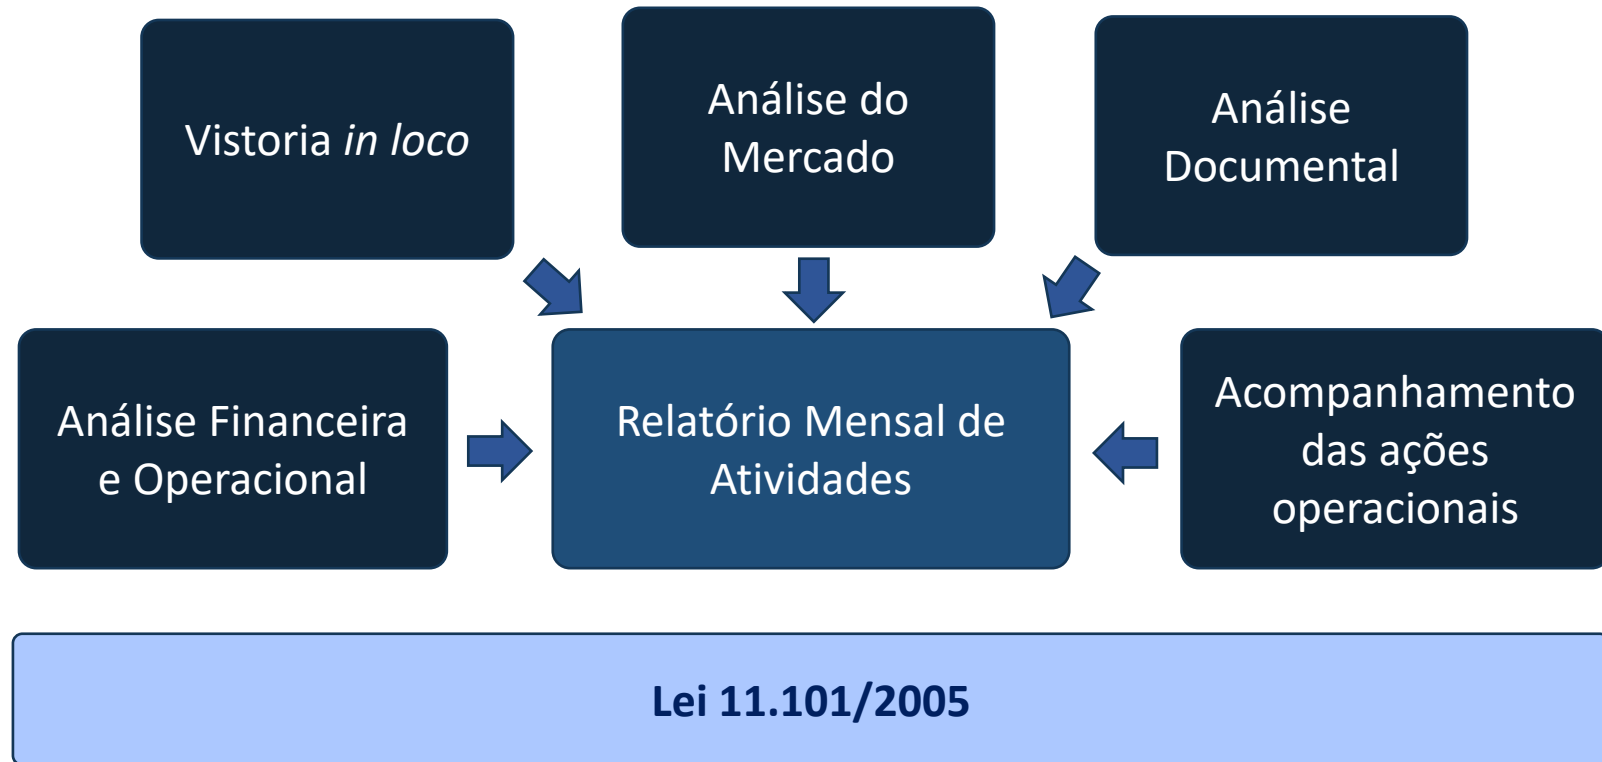 Vistoria in loco
Análise do
Mercado
Análise
Documental
Análise Financeira
e Operacional
Relatório Mensal de
Atividades
Acompanhamento
das ações
operacionais
Lei 11.101/2005